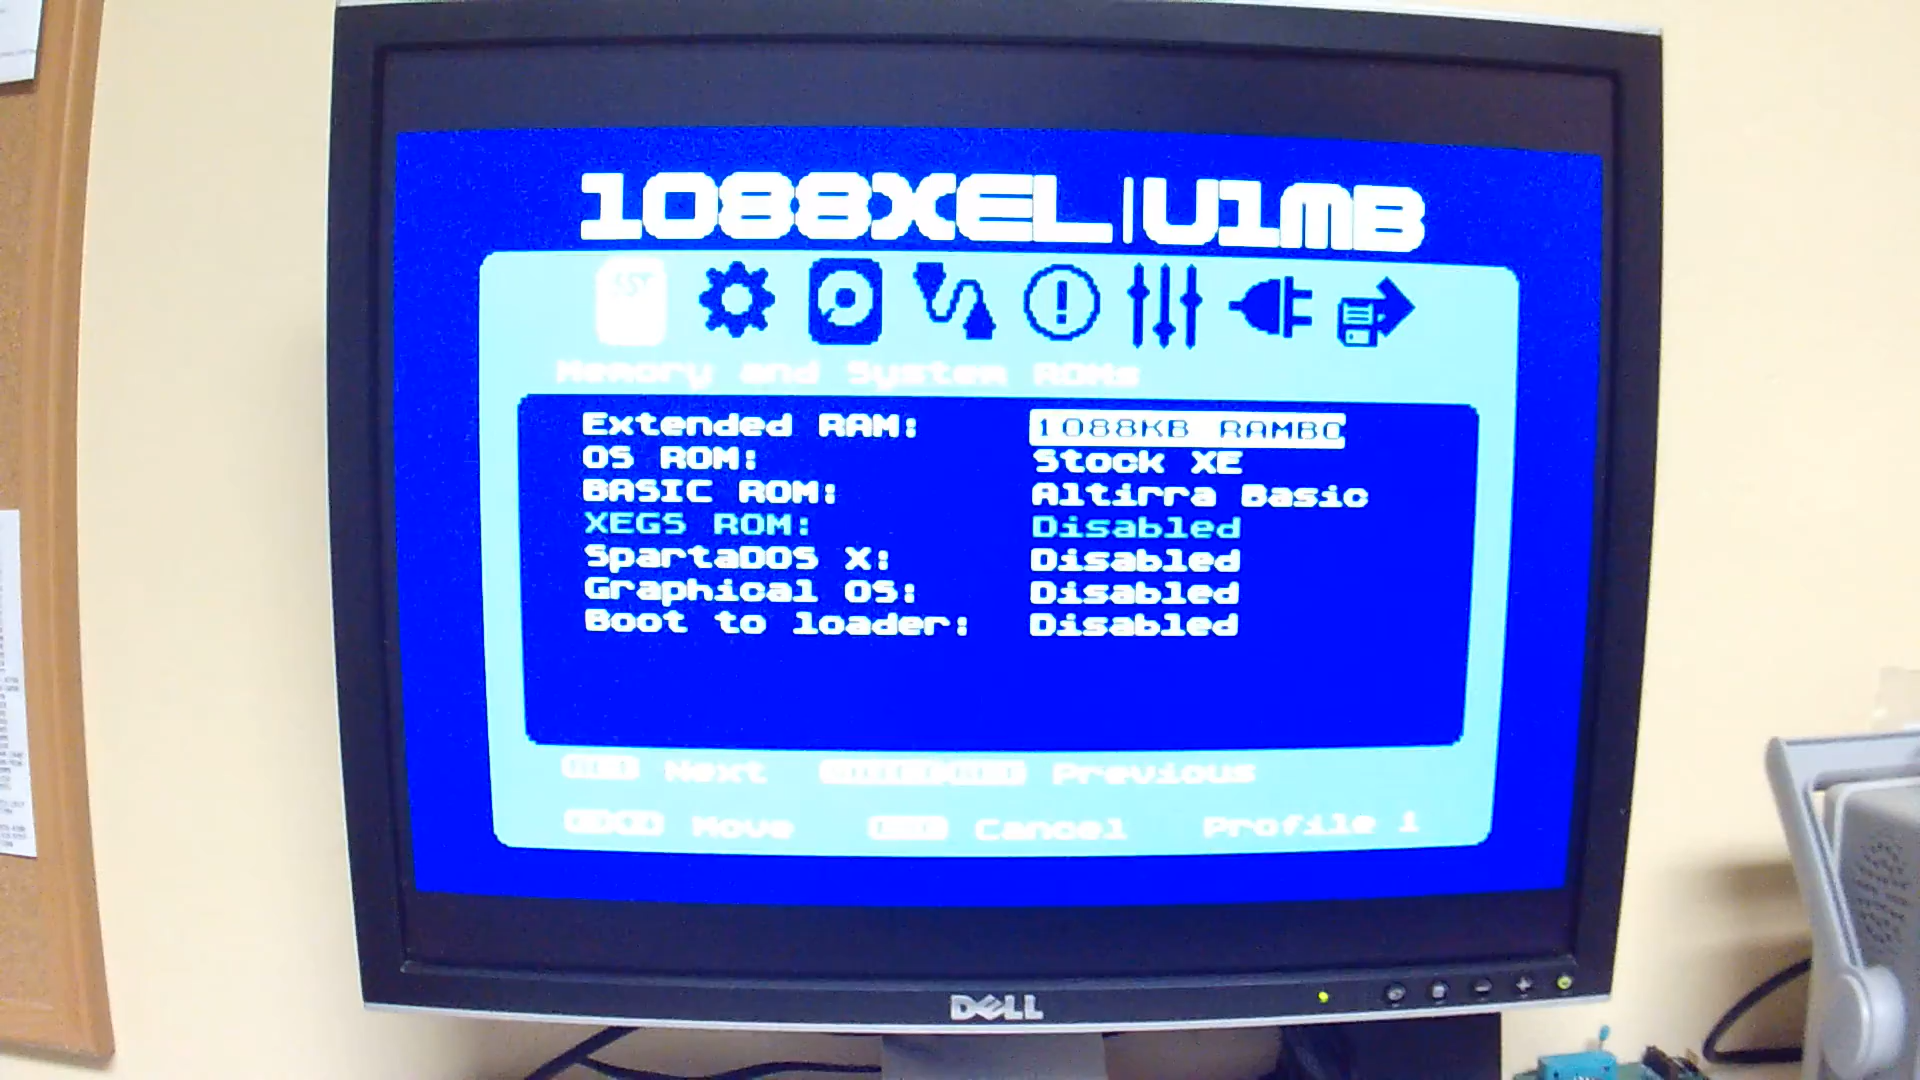 1088XEL|U1MB
Memory and System ROMs
Extended RAM: 1088KB RAMBO
OS ROM: Stock XE
BASIC ROM: Altirra Basic
XEGS ROM: Disabled
SpartaDOS X: Disabled
Graphical OS: Disabled
Boot to loader: Disabled
Next Previous
Move Cancel Profile 1
DELL